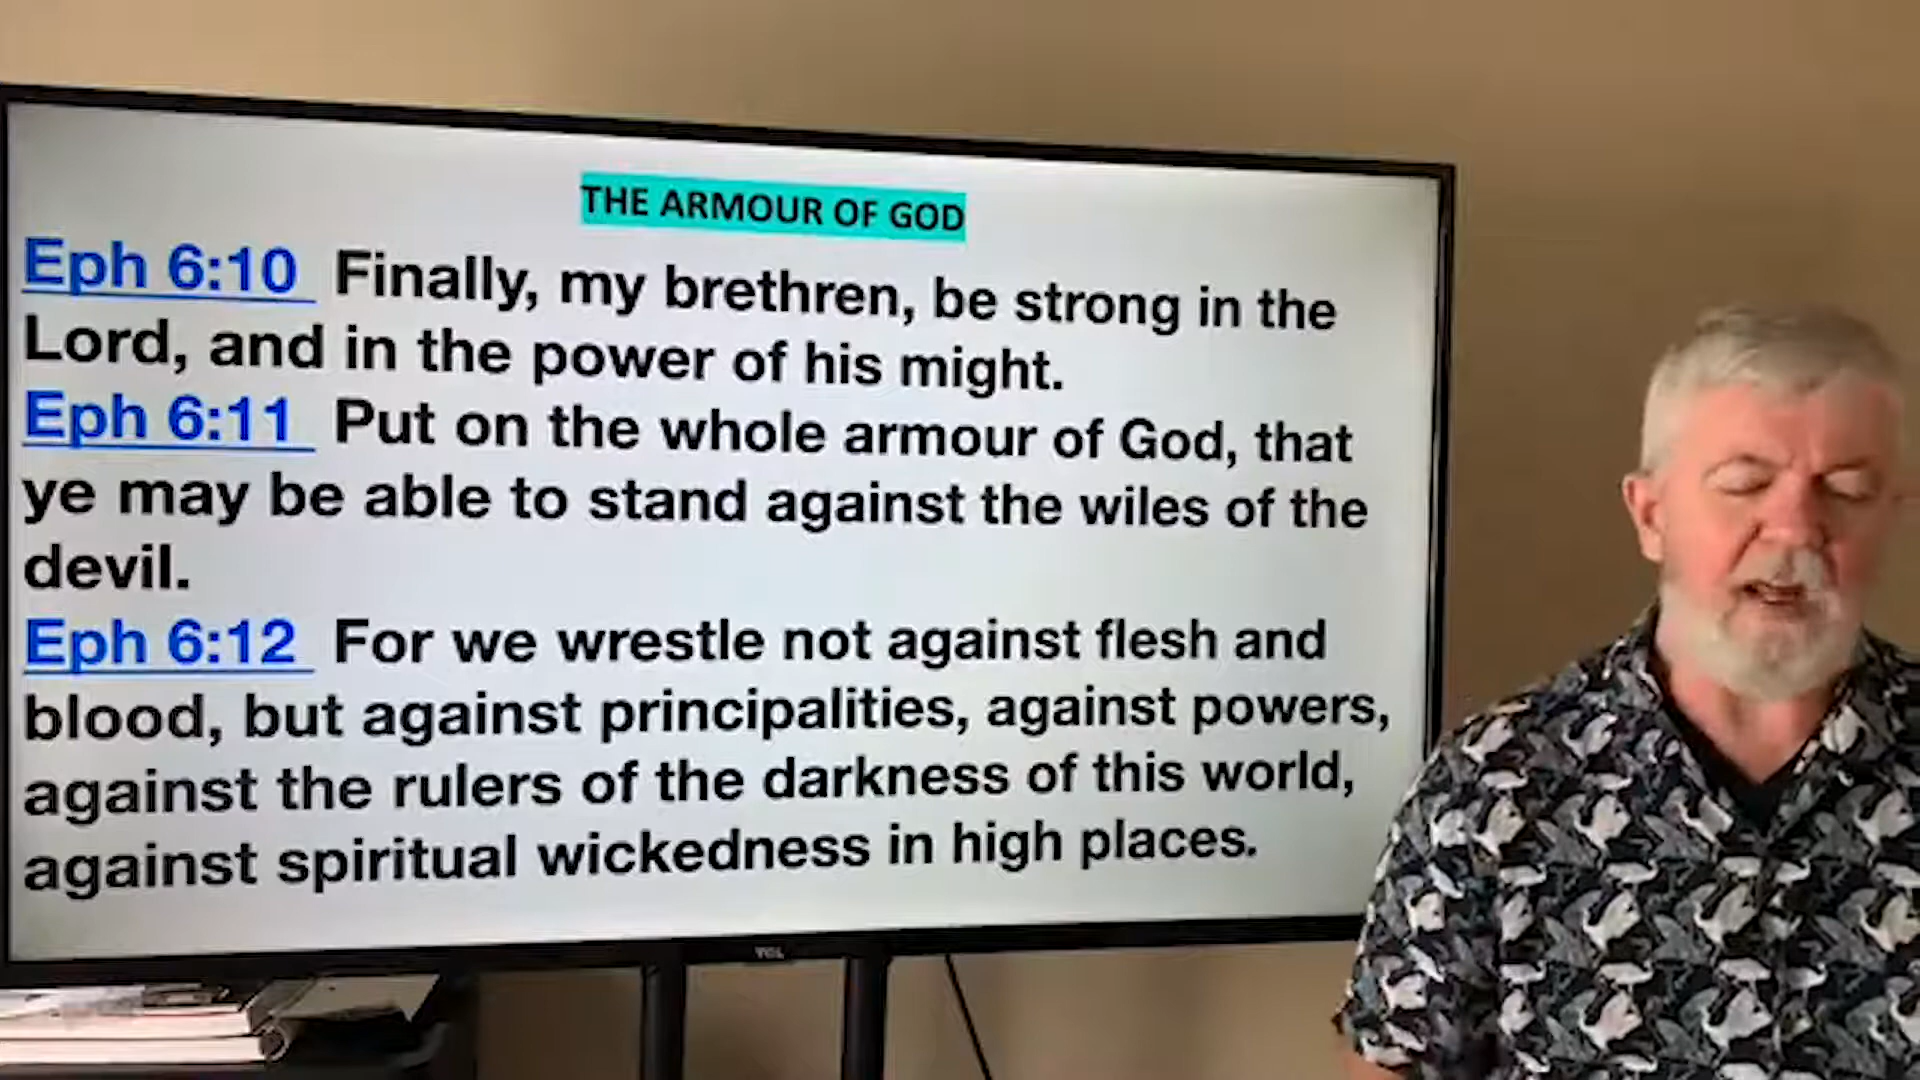 THE ARMOUR OF GOD
Eph 6:10 Finally, my brethren, be strong in the
Lord, and in the power of his might.
Eph 6:11 Put on the whole armour of God, that
ye may be able to stand against the wiles of the
devil.
Eph 6:12 For we wrestle not against flesh and
blood, but against principalities, against powers,
against the rulers of the darkness of this world,
against spiritual wickedness in high places.
TCL